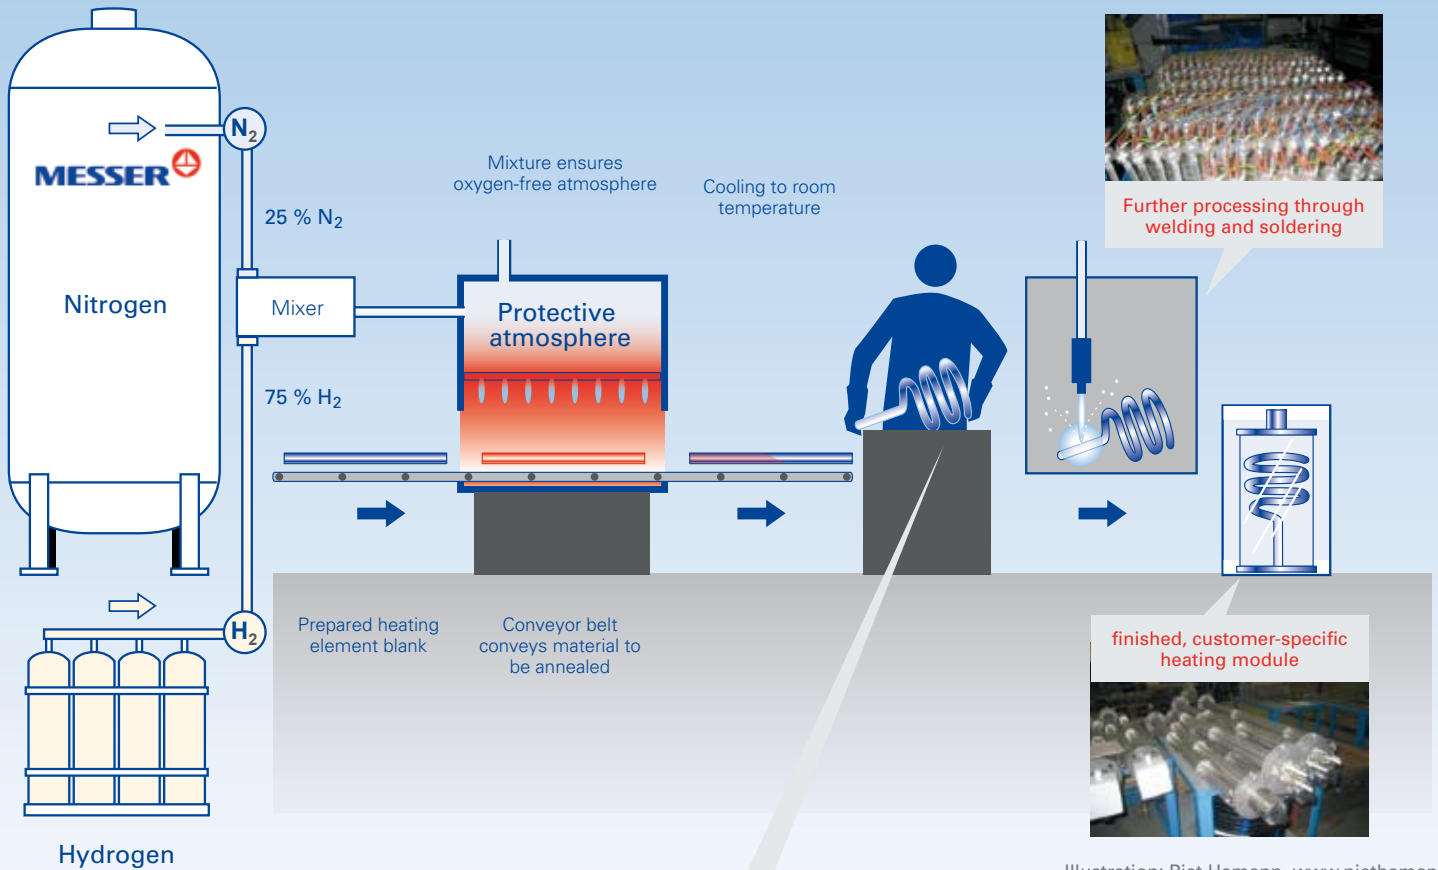 N2
MESSER
25 % N2
Nitrogen
Mixer
75 % H2
H2
Hydrogen
Mixture ensures
oxygen-free atmosphere
Protective
atmosphere
Cooling to room
temperature
Prepared heating
element blank
Conveyor belt
conveys material to
be annealed
Further processing through
welding and soldering
finished, customer-specific
heating module